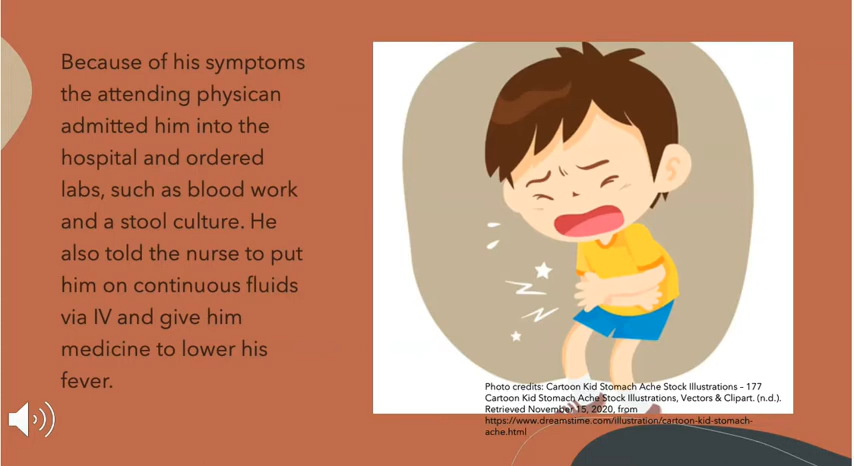 Because of his symptoms
the attending physican
admitted him into the
hospital and ordered
labs, such as blood work
and a stool culture. He
also told the nurse to put
him on continuous fluids
via IV and give him
medicine to lower his
fever.
Photo credits: Cartoon Kid Stomach Ache Stock Illustrations – 177
Cartoon Kid Stomach Ache Stock Illustrations, Vectors & Clipart. (n.d.).
Retrieved November 15, 2020, from
https://www.dreamstime.com/illustration/cartoon-kid-stomach-
ache.html